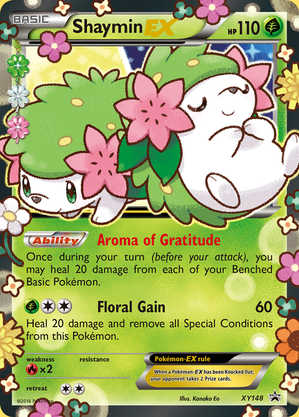 BASIC
Shaymin EX HP 110
Ability Aroma of Gratitude
Once during your turn (before your attack), you
may heal 20 damage from each of your Benched
Basic Pokémon.
Floral Gain 60
Heal 20 damage and remove all Special Conditions
from this Pokémon.
weakness resistance
×2
Pokémon-EX rule
When a Pokémon-EX has been Knocked Out,
your opponent takes 2 Prize cards.
retreat
©2016
Illus. Kanako Eo XY148